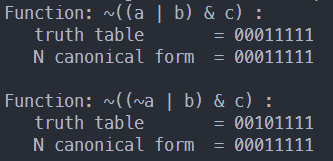 Function: ~((a | b) & c) :
truth table = 00011111
N canonical form = 00011111
Function: ~((~a | b) & c) :
truth table = 00101111
N canonical form = 00011111